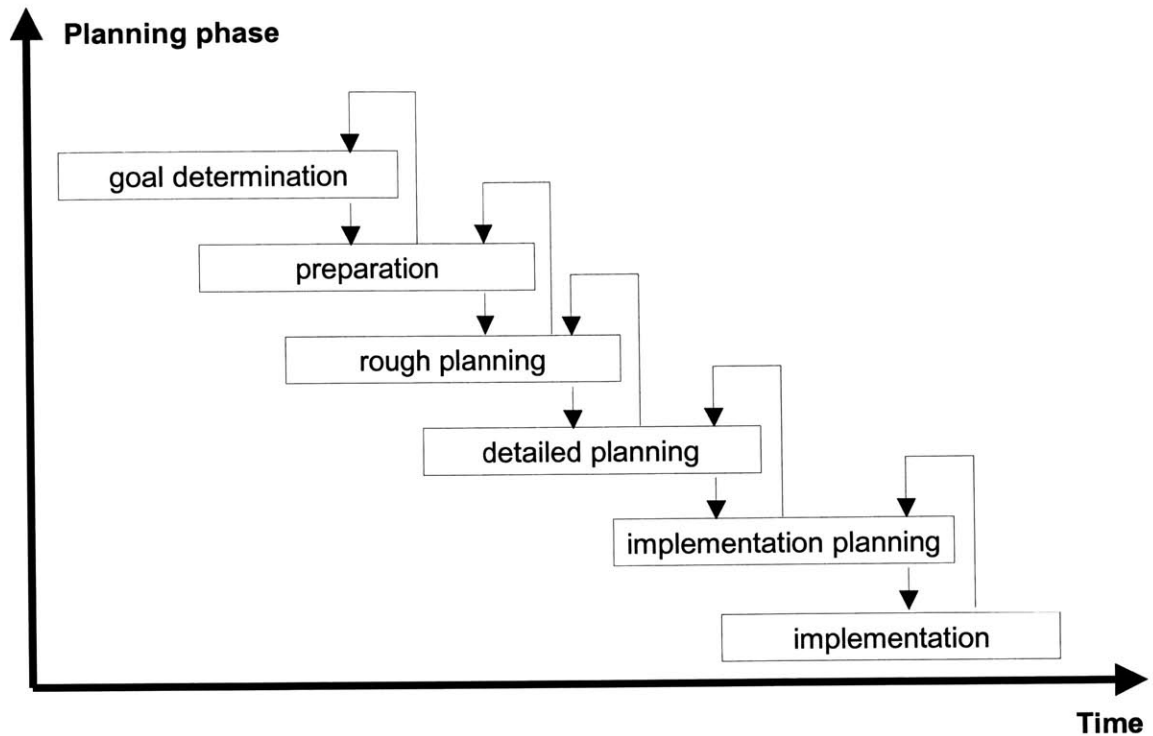 Planning phase
goal determination
preparation
rough planning
detailed planning
implementation planning
implementation
Time